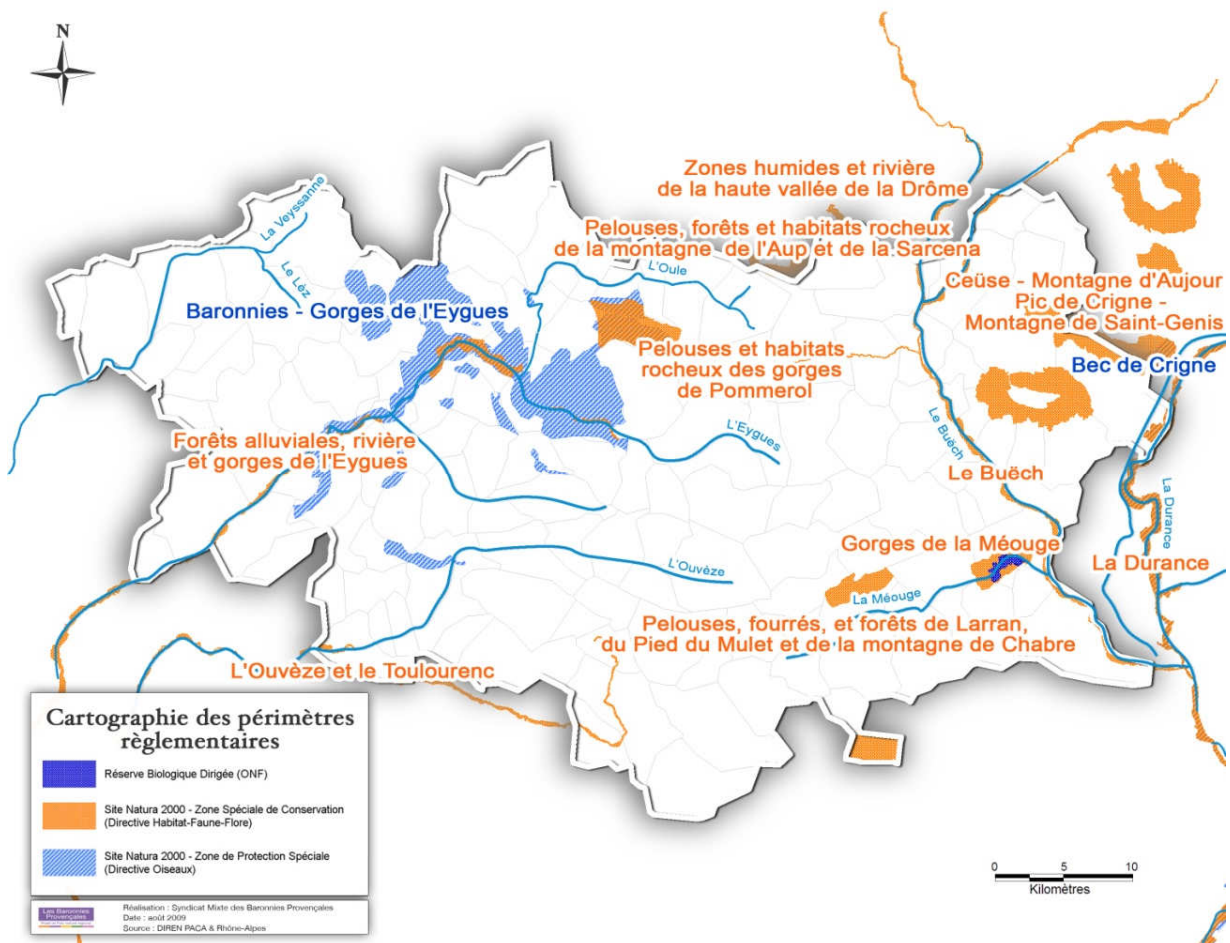 N
Zones humides et rivière
de la haute vallée de la Drôme
La Veyssanne
Pelouses, forêts et habitats rocheux
de la montagne de l'Aup et de la Sarcena
L'Oule
Le Lèz
Ceüse - Montagne d'Aujour
Pic de Crigne -
Montagne de Saint-Genis
Baronnies - Gorges de l'Eygues
Bec de Crigne
Pelouses et habitats
rocheux des gorges
de Pommerol
Le Buëch
L'Eygues
Forêts alluviales, rivière
et gorges de l'Eygues
Le Buëch
La Durance
Gorges de la Méouge
La Durance
L'Ouvèze
La Méouge
Pelouses, fourrés, et forêts de Larran,
du Pied du Mulet et de la montagne de Chabre
L'Ouvèze et le Toulourenc
Cartographie des périmètres
règlementaires
Réserve Biologique Dirigée (ONF)
Site Natura 2000 - Zone Spéciale de Conservation
(Directive Habitat-Faune-Flore)
Site Natura 2000 - Zone de Protection Spéciale
(Directive Oiseaux)
0 5 10
Kilomètres
Les Baronnies
Provençales
Réalisation : Syndicat Mixte des Baronnies Provençales
Date : août 2009
Source : DIREN PACA & Rhône-Alpes